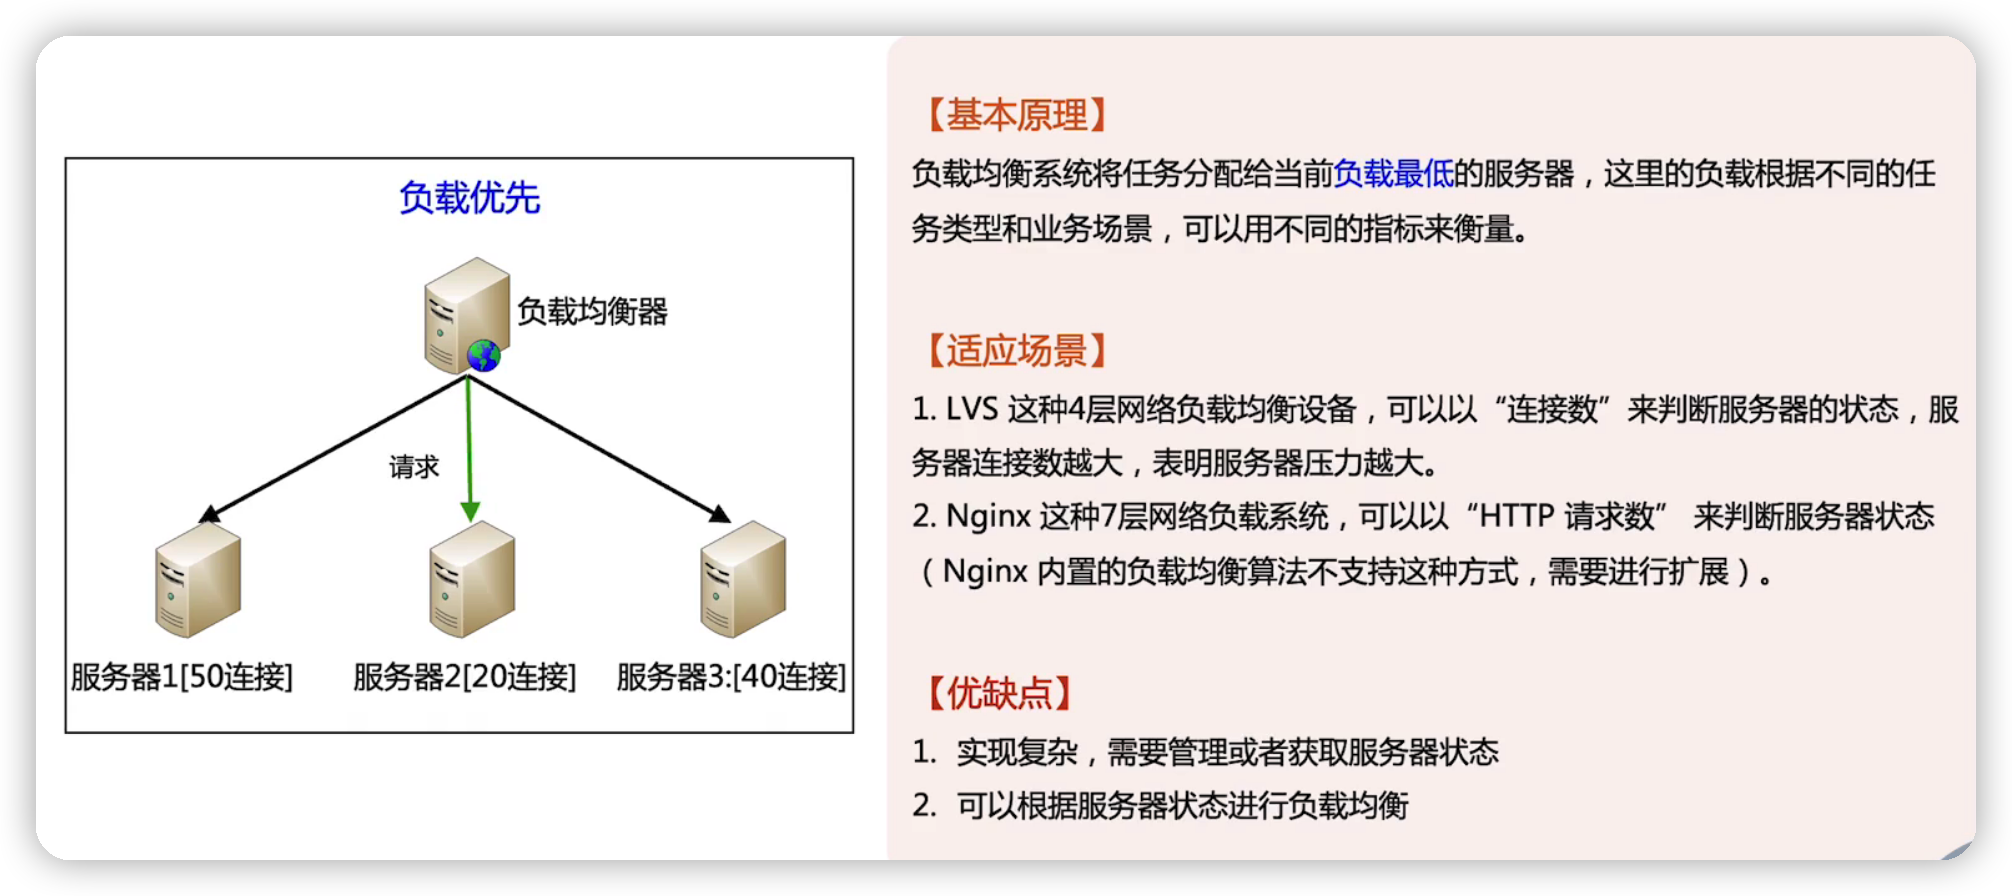 负载优先
负载均衡器
请求
服务器1[50连接]
服务器2[20连接]
服务器3:[40连接]
【基本原理】
负载均衡系统将任务分配给当前负载最低的服务器，这里的负载根据不同的任
务类型和业务场景，可以用不同的指标来衡量。
【适应场景】
1. LVS 这种4层网络负载均衡设备，可以以“连接数”来判断服务器的状态，服
务器连接数越大，表明服务器压力越大。
2. Nginx 这种7层网络负载系统，可以以“HTTP 请求数” 来判断服务器状态
（Nginx 内置的负载均衡算法不支持这种方式，需要进行扩展）。
【优缺点】
1. 实现复杂，需要管理或者获取服务器状态
2. 可以根据服务器状态进行负载均衡